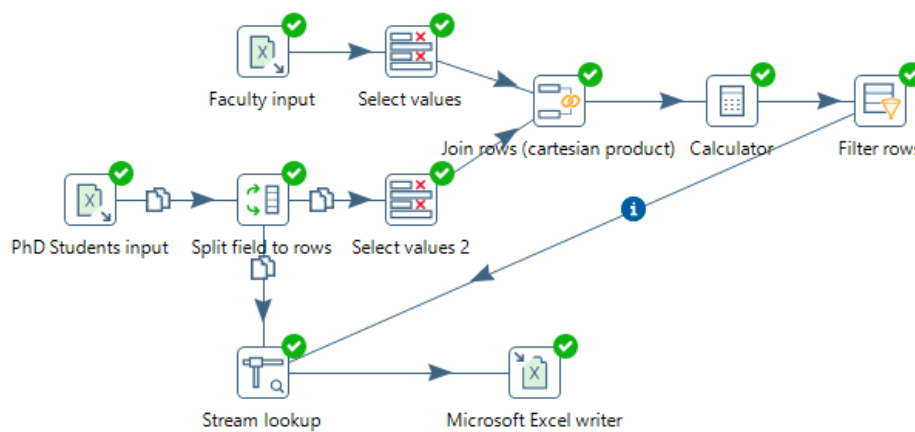 Faculty input
Select values
Join rows (cartesian product)
Calculator
Filter rows
PhD Students input
Split field to rows
Select values 2
Stream lookup
Microsoft Excel writer